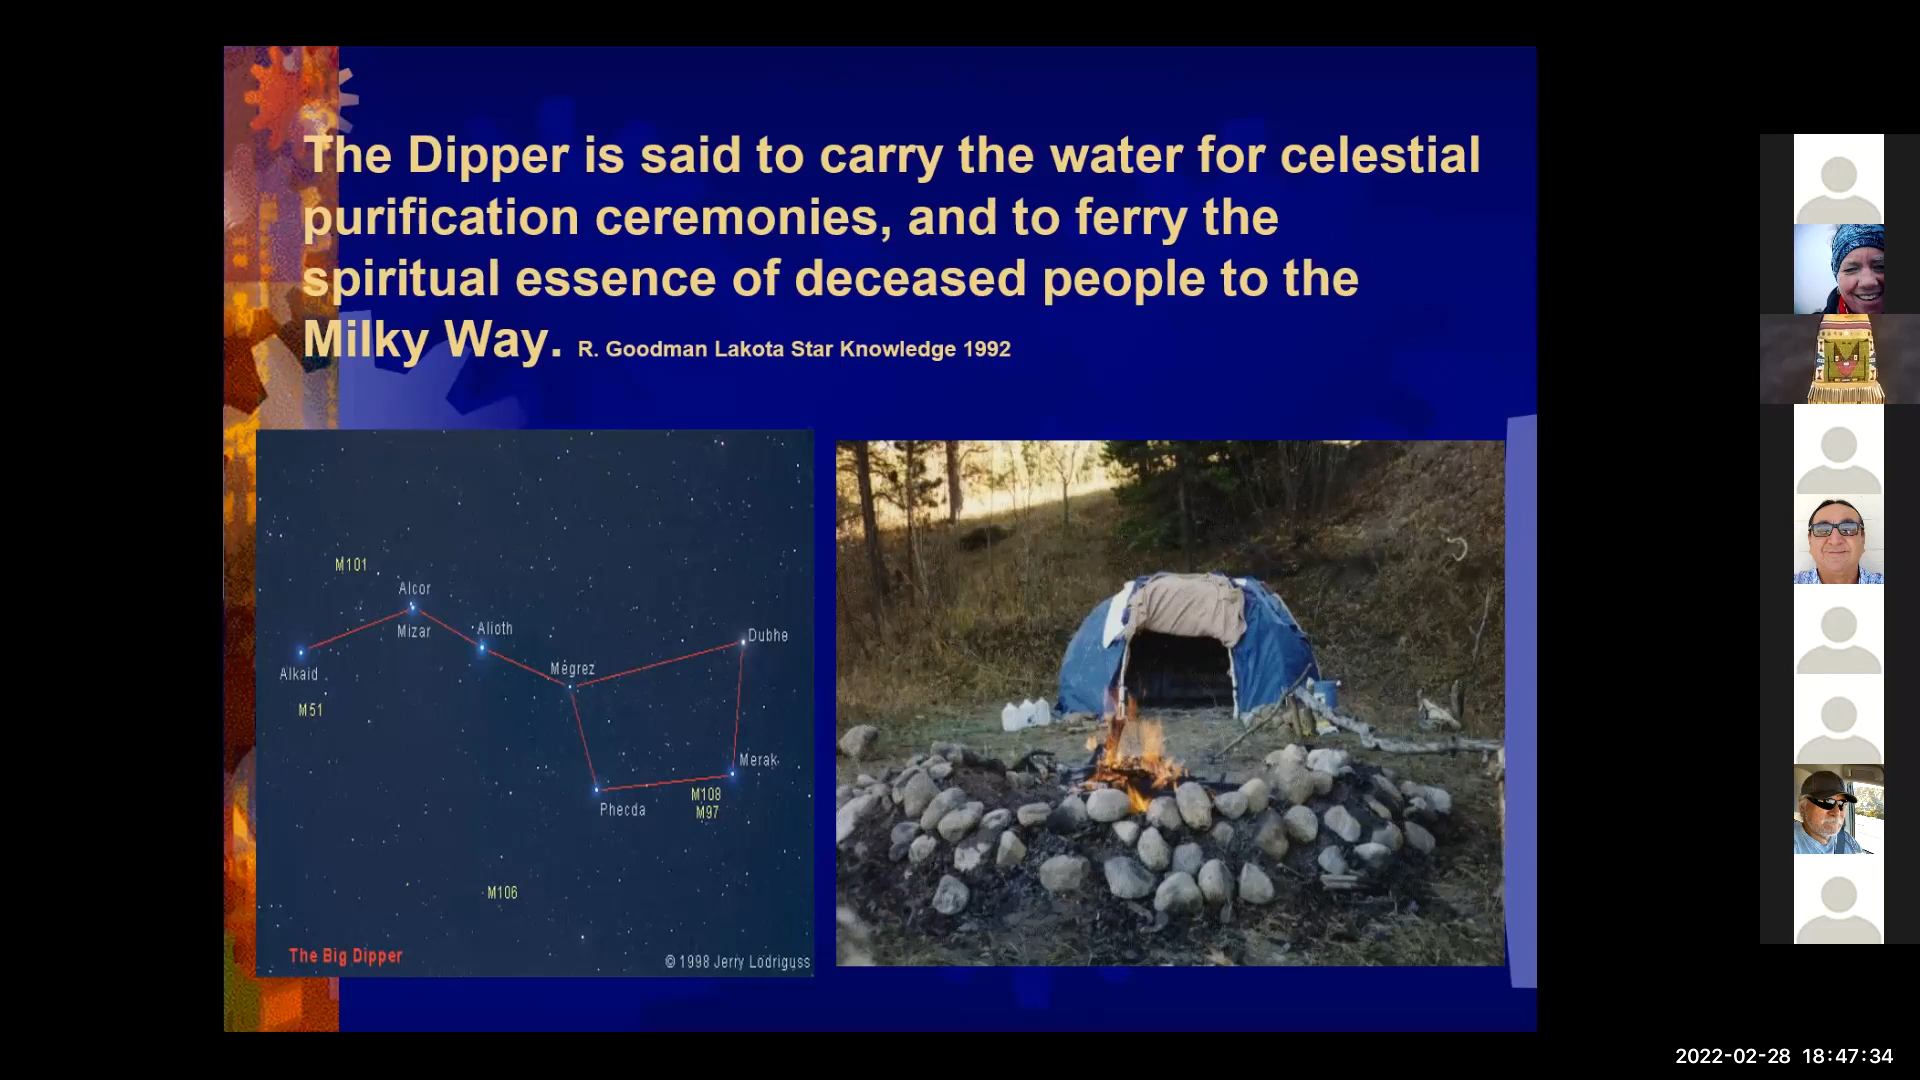 The Dipper is said to carry the water for celestial
purification ceremonies, and to ferry the
spiritual essence of deceased people to the
Milky Way. R. Goodman Lakota Star Knowledge 1992
M101
Alcor
Mizar
Alioth
Dubhe
Alkaid
Megrez
M51
Merak
Phecda
M108
M97
M106
The Big Dipper
© 1998 Jerry Lodriguss
2022-02-28 18:47:34